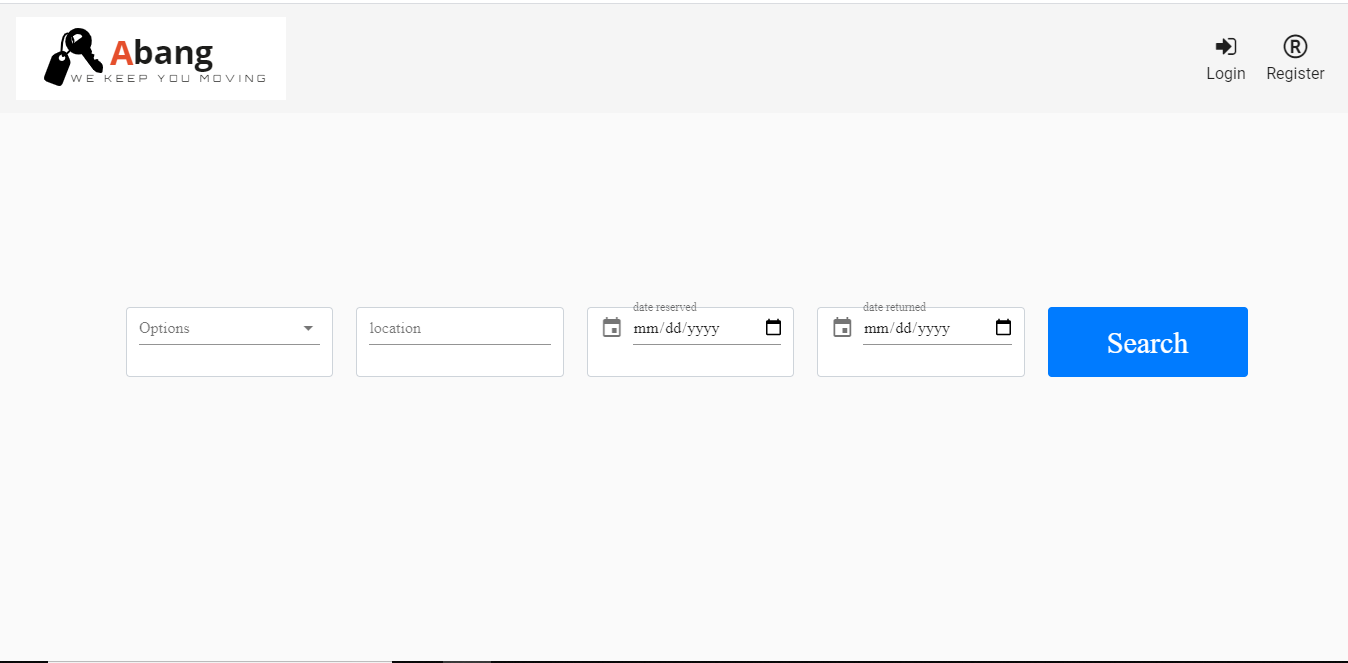 Abang
WE KEEP YOU MOVING
Login
® Register
Options
location
date reserved
mm/dd/yyyy
date returned
mm/dd/yyyy
Search